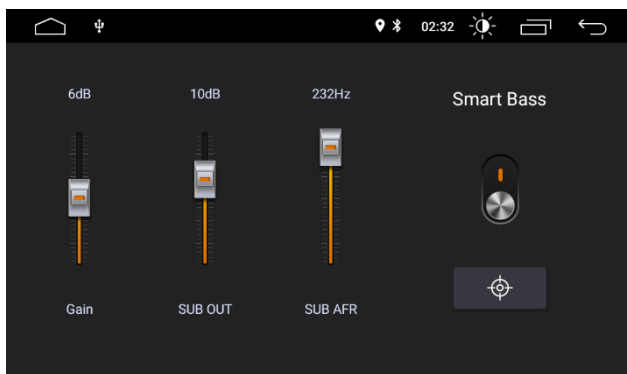 02:32
6dB
10dB
232Hz
Smart Bass
Gain
SUB OUT
SUB AFR